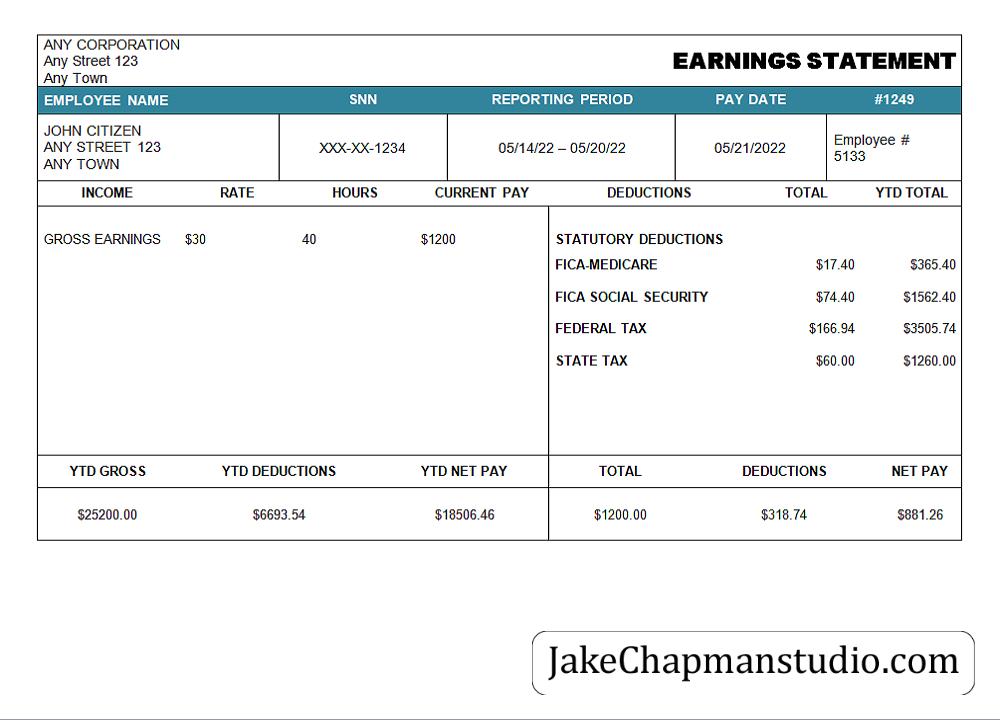 ANY CORPORATION
Any Street 123
Any Town
EARNINGS STATEMENT
EMPLOYEE NAME SNN REPORTING PERIOD PAY DATE #1249
JOHN CITIZEN
ANY STREET 123
ANY TOWN
XXX-XX-1234 05/14/22 – 05/20/22 05/21/2022
Employee #
5133
INCOME RATE HOURS CURRENT PAY DEDUCTIONS TOTAL YTD TOTAL
GROSS EARNINGS $30 40 $1200 STATUTORY DEDUCTIONS
FICA-MEDICARE $17.40 $365.40
FICA SOCIAL SECURITY $74.40 $1562.40
FEDERAL TAX $166.94 $3505.74
STATE TAX $60.00 $1260.00
YTD GROSS YTD DEDUCTIONS YTD NET PAY TOTAL DEDUCTIONS NET PAY
$25200.00 $6693.54 $18506.46 $1200.00 $318.74 $881.26
JakeChapmanstudio.com